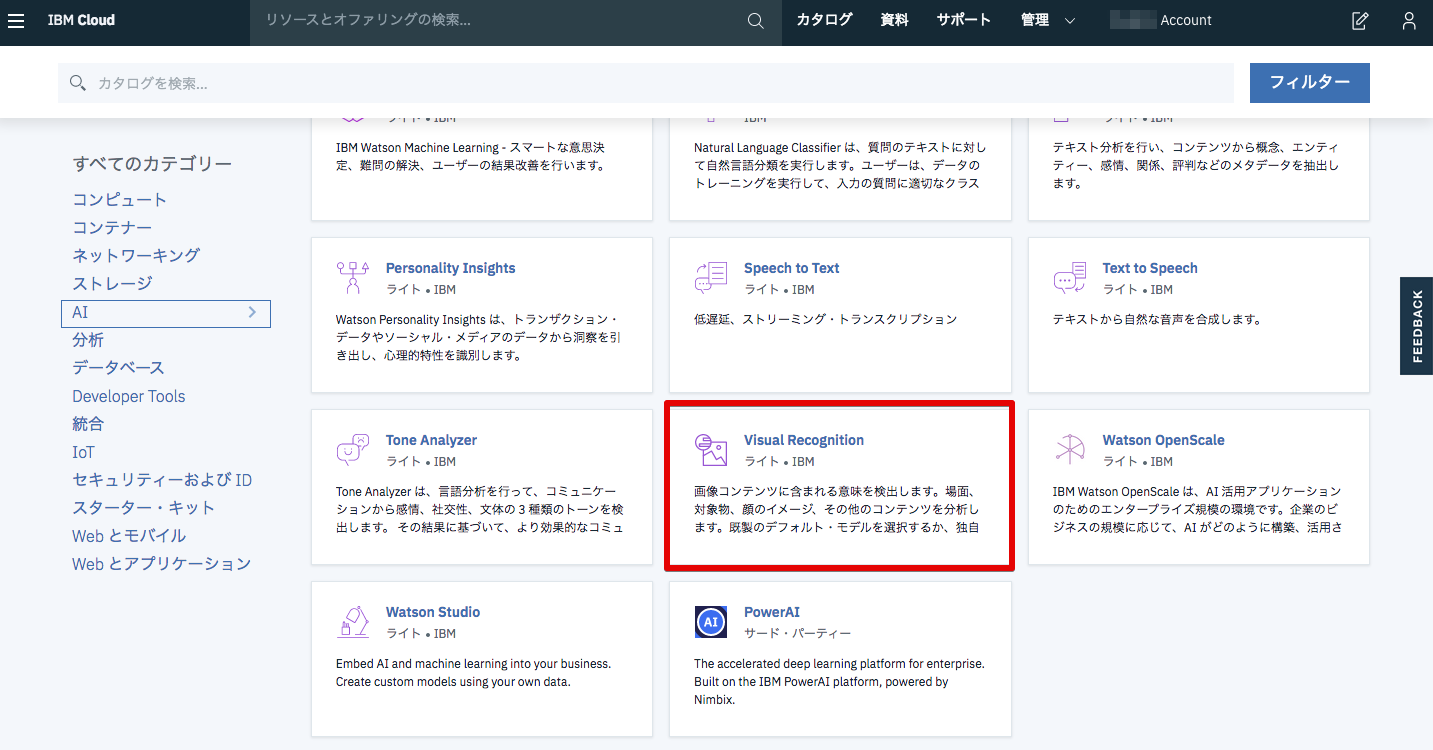 IBM Cloud
リソースとオファリングの検索...
カタログ
資料
サポート
管理
Account
カタログを検索...
フィルター
すべてのカテゴリー
コンピュート
コンテナー
ネットワーキング
ストレージ
AI
分析
データベース
Developer Tools
統合
IoT
セキュリティーおよび ID
スターター・キット
Web とモバイル
Web とアプリケーション
ライト • IBM
IBM Watson Machine Learning - スマートな意思決
定、難問の解決、ユーザーの結果改善を行います。
IBM
Natural Language Classifier は、質問のテキストに対し
て自然言語分類を実行します。ユーザーは、データの
トレーニングを実行して、入力の質問に適切なクラス
ライト • IBM
テキスト分析を行い、コンテンツから概念、エンティ
ティー、感情、関係、評判などのメタデータを抽出し
ます。
Personality Insights
ライト • IBM
Watson Personality Insights は、トランザクション・
データやソーシャル・メディアのデータから洞察を引
き出し、心理的特性を識別します。
Speech to Text
ライト • IBM
低遅延、ストリーミング・トランスクリプション
Text to Speech
ライト • IBM
テキストから自然な音声を合成します。
Tone Analyzer
ライト • IBM
Tone Analyzer は、言語分析を行って、コミュニケー
ションから感情、社交性、文体の 3 種類のトーンを検
出します。 その結果に基づいて、より効果的なコミュ
Visual Recognition
ライト • IBM
画像コンテンツに含まれる意味を検出します。場面、
対象物、顔のイメージ、その他のコンテンツを分析し
ます。既製のデフォルト・モデルを選択するか、独自
Watson OpenScale
ライト • IBM
IBM Watson OpenScale は、AI 活用アプリケーション
のためのエンタープライズ規模の環境です。企業のビ
ジネスの規模に応じて、AI がどのように構築、活用さ
Watson Studio
ライト • IBM
Embed AI and machine learning into your business.
Create custom models using your own data.
AI
PowerAI
サード・パーティー
The accelerated deep learning platform for enterprise.
Built on the IBM PowerAI platform, powered by
Nimbix.
FEEDBACK